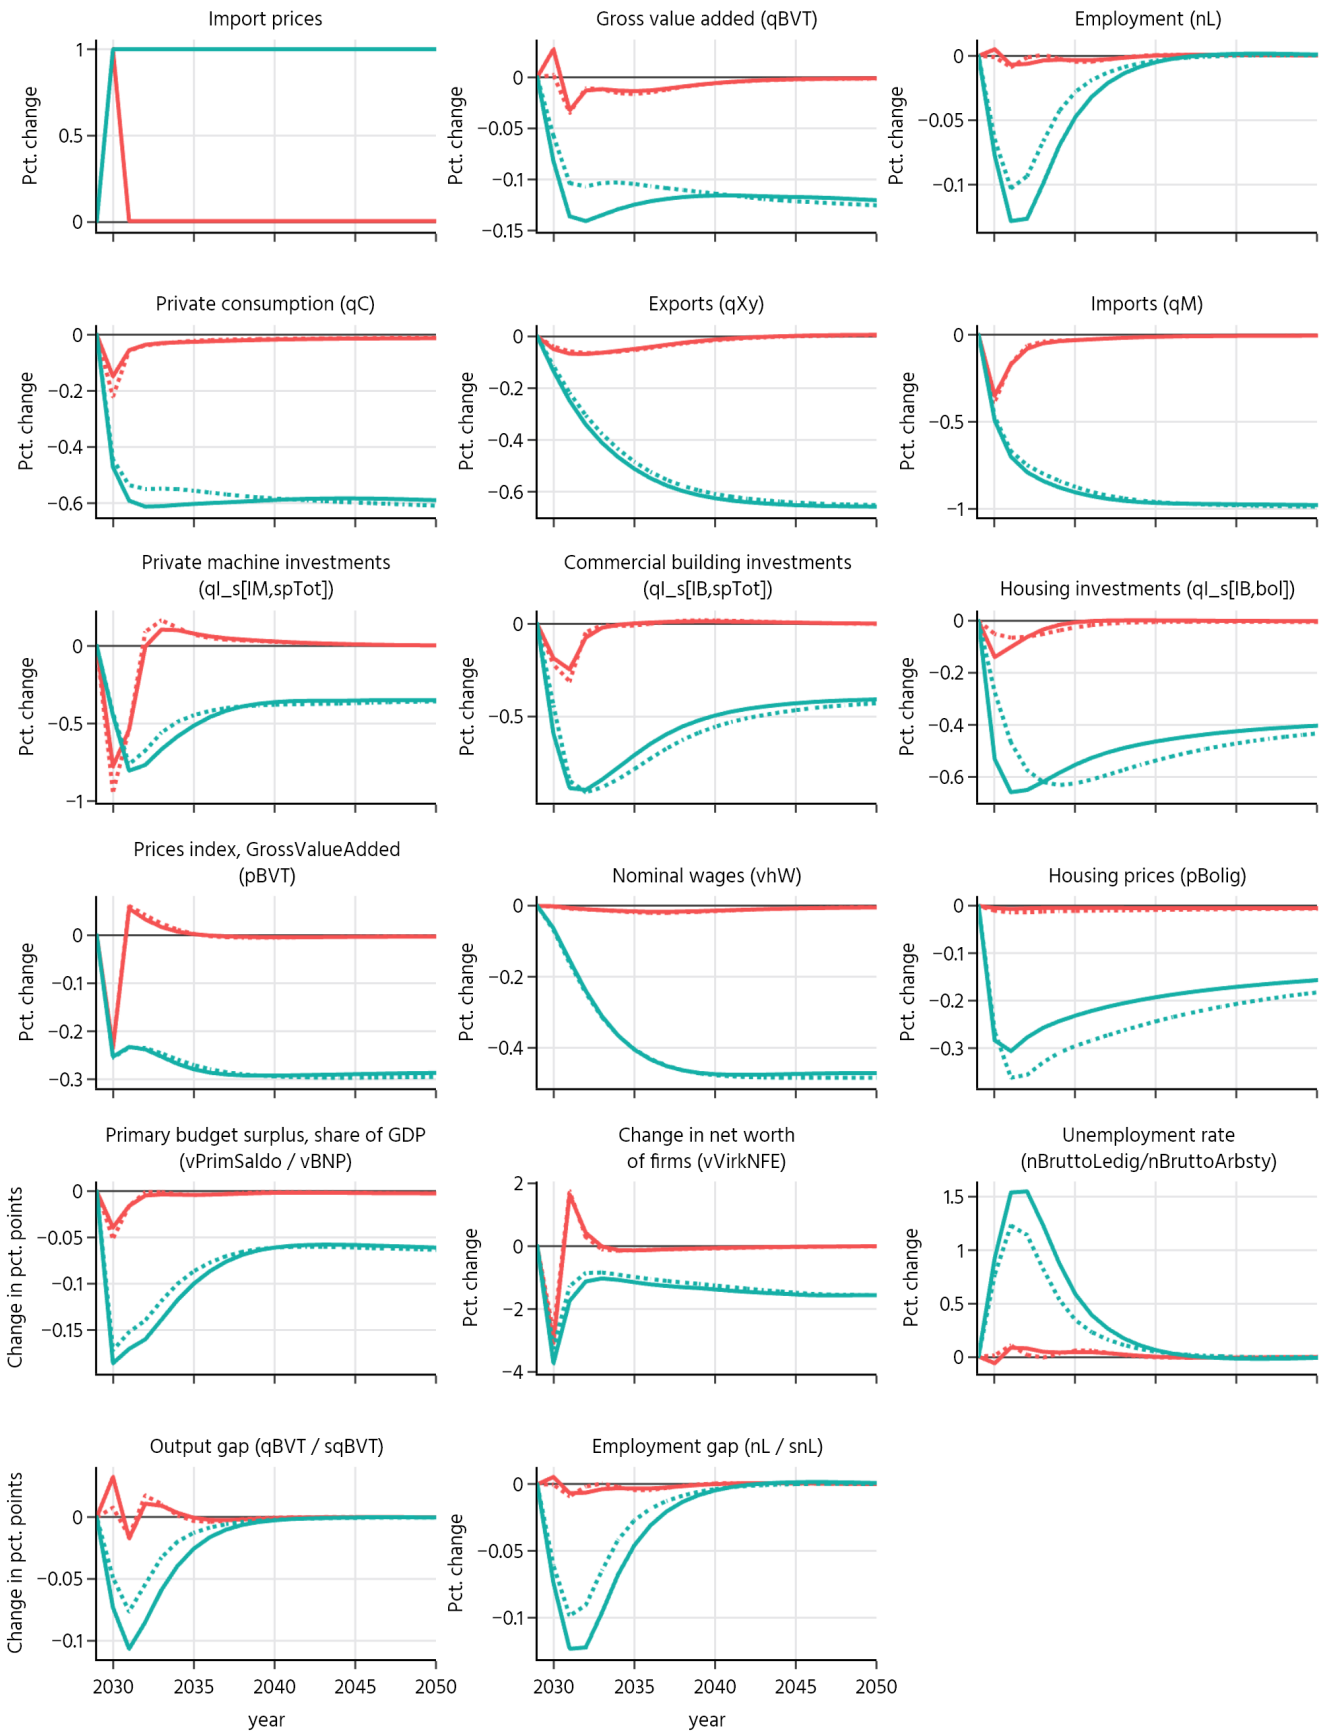 Import prices
Pct. change
1
0.5
0
Gross value added (qBVT)
Pct. change
0
−0.05
−0.1
−0.15
Employment (nL)
Pct. change
0
−0.05
−0.1
Private consumption (qC)
Pct. change
0
−0.2
−0.4
−0.6
Exports (qXy)
Pct. change
0
−0.2
−0.4
−0.6
Imports (qM)
Pct. change
0
−0.5
−1
Private machine investments
(qI_s[IM,spTot])
Pct. change
0
−0.5
−1
Commercial building investments
(qI_s[IB,spTot])
Pct. change
0
−0.5
Housing investments (qI_s[IB,bol])
Pct. change
0
−0.2
−0.4
−0.6
Prices index, GrossValueAdded
(pBVT)
Pct. change
0
−0.1
−0.2
−0.3
Nominal wages (vhW)
Pct. change
0
−0.2
−0.4
Housing prices (pBolig)
Pct. change
0
−0.1
−0.2
−0.3
Primary budget surplus, share of GDP
(vPrimSaldo / vBNP)
Change in pct. points
0
−0.05
−0.1
−0.15
Change in net worth
of firms (vVirkNFE)
Pct. change
2
0
−2
−4
Unemployment rate
(nBruttoLedig/nBruttoArbsty)
Pct. change
1.5
1
0.5
0
Output gap (qBVT / sqBVT)
Change in pct. points
0
−0.05
−0.1
2030 2035 2040 2045 2050
year
Employment gap (nL / snL)
Pct. change
0
−0.05
−0.1
2030 2035 2040 2045 2050
year